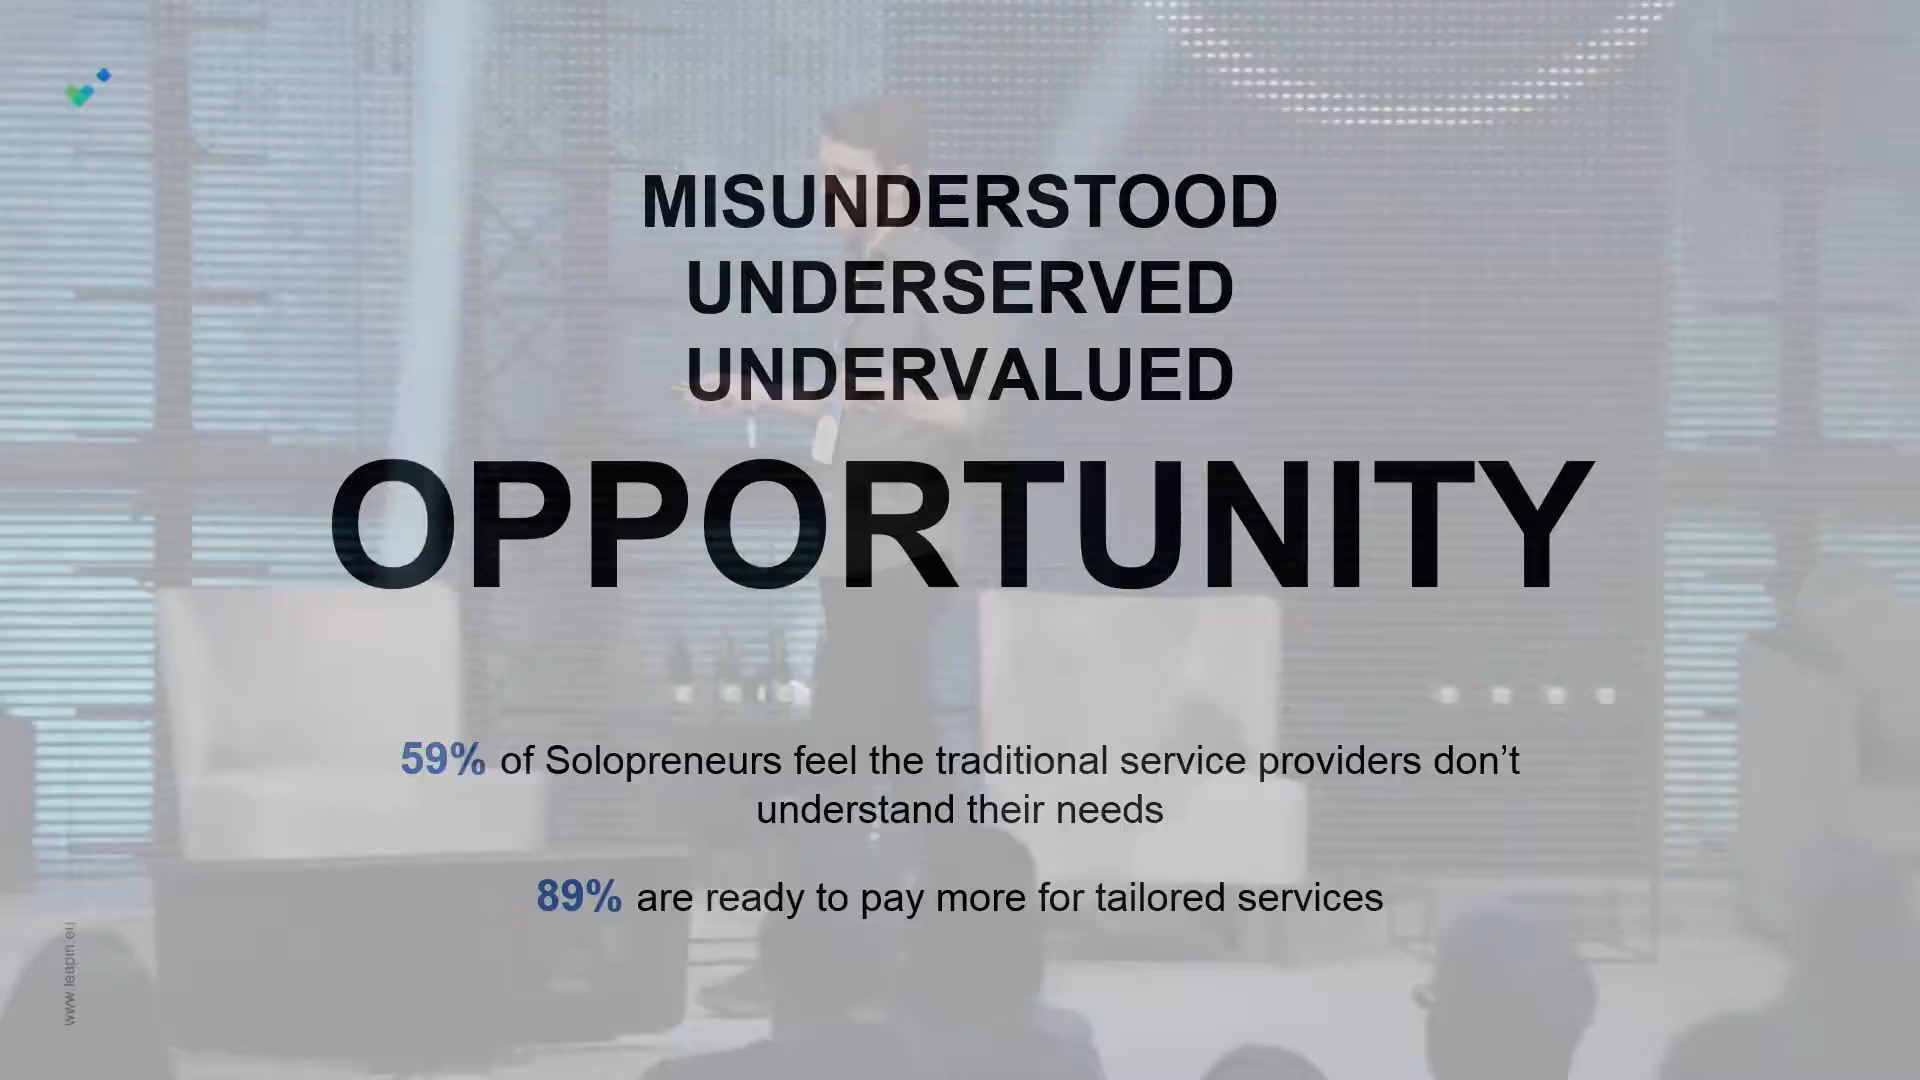 MISUNDERSTOOD
UNDERSERVED
UNDERVALUED
OPPORTUNITY
59% of Solopreneurs feel the traditional service providers don’t
understand their needs
89% are ready to pay more for tailored services
www.leapin.eu